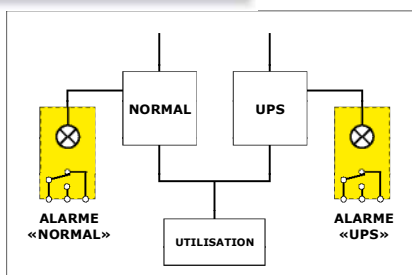 NORMAL
UPS
ALARME
«NORMAL»
ALARME
«UPS»
UTILISATION